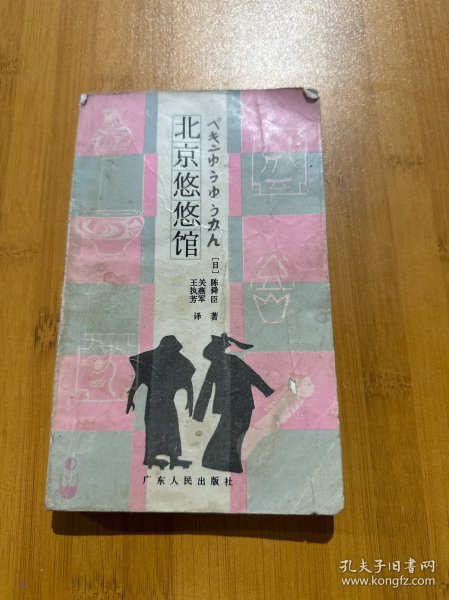 北京悠悠馆
ペキンゆうゆうかん
[日]陈舜臣 著
关燕军
王执芳 译
广东人民出版社
孔夫子旧书网
www.kongfz.com